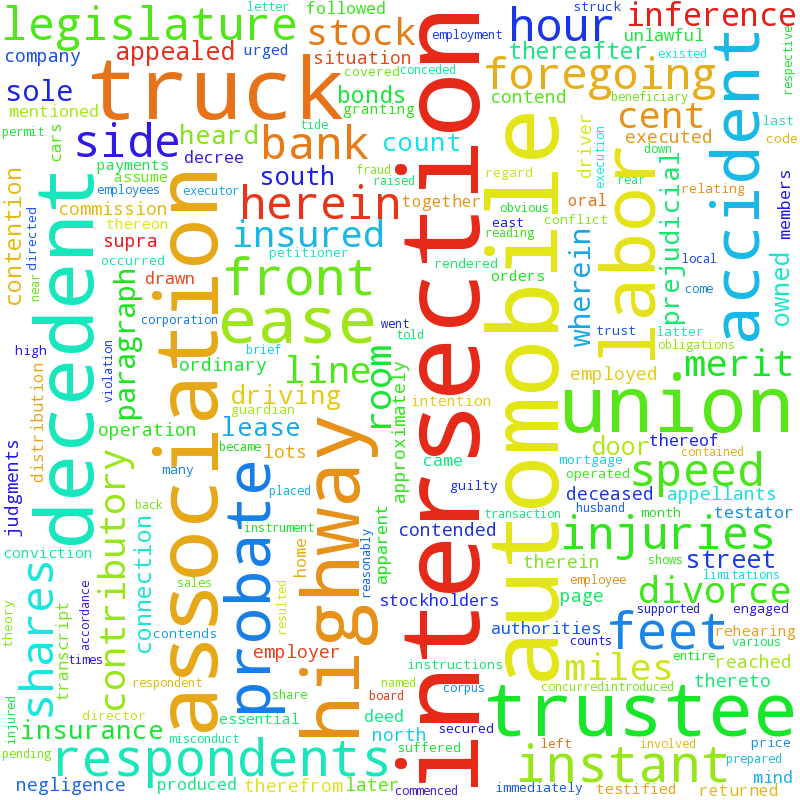 letter
followed
struck
inference
legislature
stock
employment
hour
unlawful
company
appealed
urged
situation
thereafter
existed
respective
covered
conceded
foregoing
beneficiary
sole
truck
bonds
contend
mentioned
granting
cent
last
permit
cars
side
heard
tide
bank
count
driver
executed
code
decree
execution
down
accident
payments
fraud
assume
south
raised
regard
rear
relating
employees
executor
herein
together
oral
labor
members
contention
directed
commission
obvious
conflict
prejudicial
thereon
insured
east
reading
wherein
supra
petitioner
occurred
rendered
local
decedent
association
front
intersection
automobile
orders
come
owned
near
drawn
paragraph
corporation
ease
went
told
trust
latter
obligations
high
violation
brief
ordinary
line
room
merit
distribution
driving
employed
guardian
approximately
intention
union
operation
lease
door
thereof
became
lots
contained
judgments
many
came
mortgage
operated
speed
contributory
highway
probate
placed
guilty
deceased
appellants
back
husband
connection
instrument
transaction
month
testator
conviction
home
reasonably
apparent
contended
injuries
shows
street
shares
therein
limitations
sales
employee
divorce
theory
transcript
accordance
resulted
stockholders
page
supported
engaged
contends
authorities
counts
feet
rehearing
times
employer
various
instructions
entire
reached
respondent
miles
thereto
share
named
board
corpus
concurred
introduced
injured
director
essential
deed
trustee
insurance
north
secured
misconduct
suffered
left
involved
price
pending
respondents
instant
prepared
mind
negligence
produced
therefrom
later
commenced
immediately
testified
returned